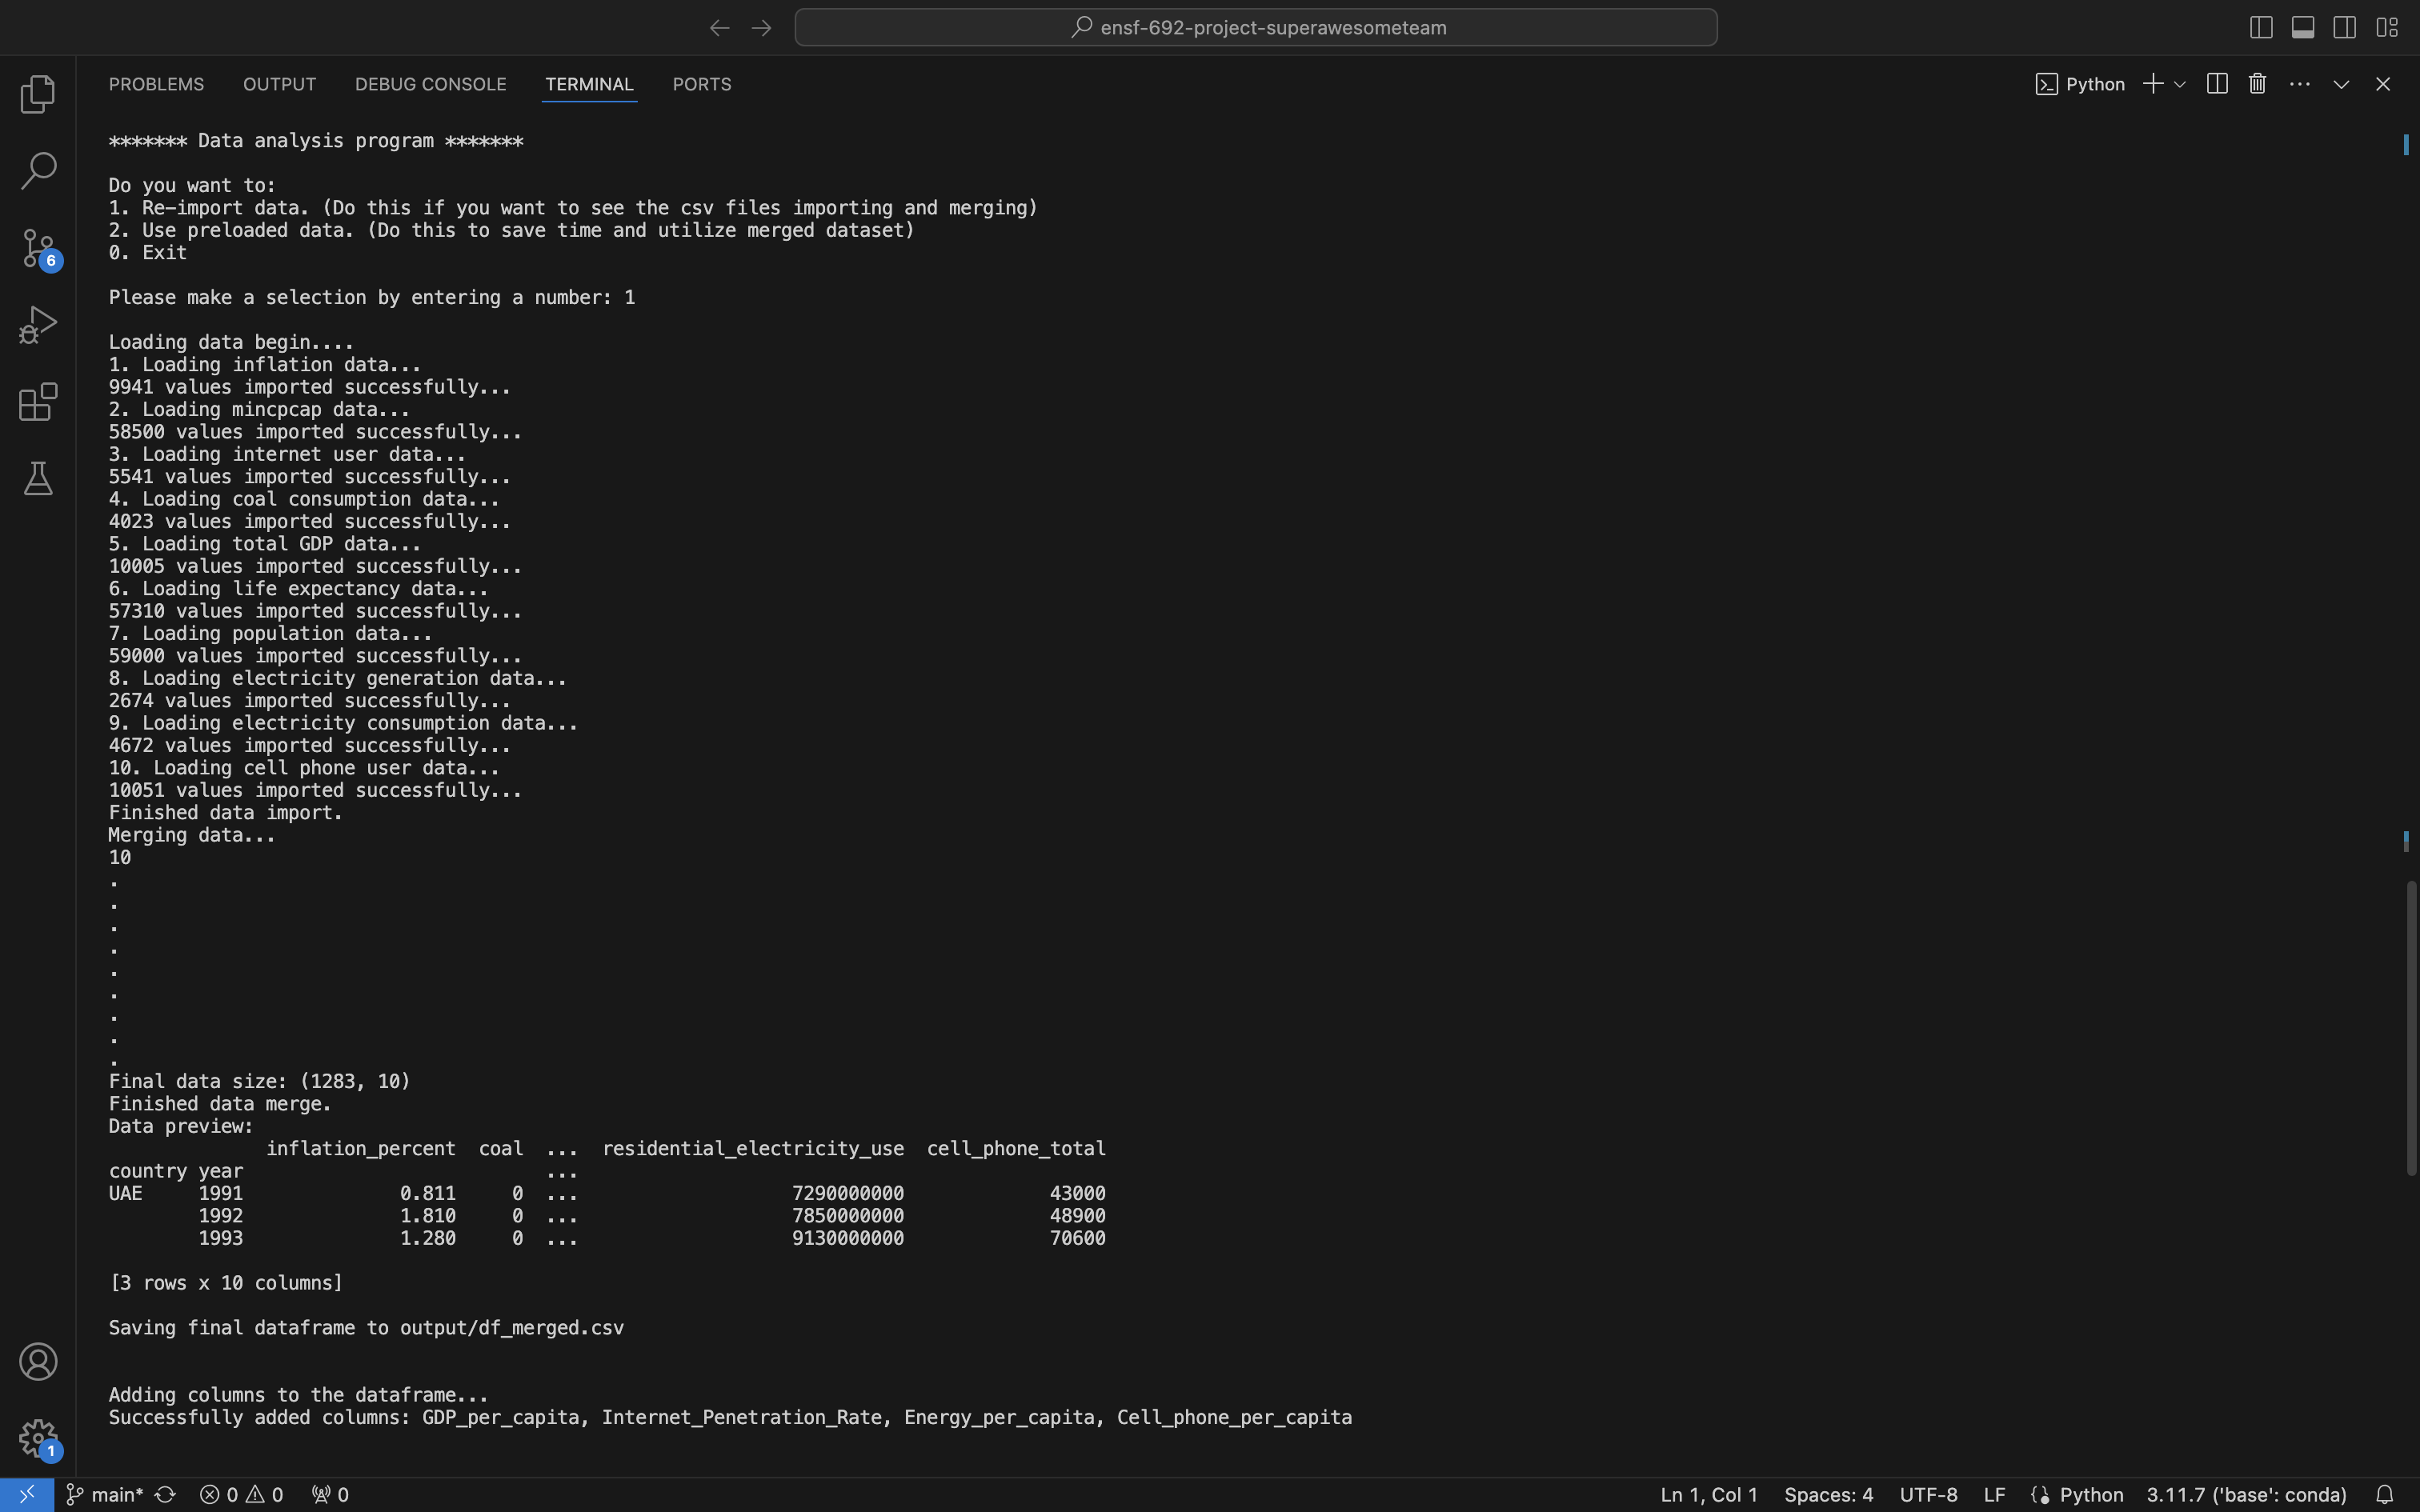 ensf-692-project-superawesometeam
PROBLEMS OUTPUT DEBUG CONSOLE TERMINAL PORTS Python
******* Data analysis program *******
Do you want to:
1. Re-import data. (Do this if you want to see the csv files importing and merging)
2. Use preloaded data. (Do this to save time and utilize merged dataset)
0. Exit
Please make a selection by entering a number: 1
Loading data begin....
1. Loading inflation data...
9941 values imported successfully...
2. Loading mincpcap data...
58500 values imported successfully...
3. Loading internet user data...
5541 values imported successfully...
4. Loading coal consumption data...
4023 values imported successfully...
5. Loading total GDP data...
10005 values imported successfully...
6. Loading life expectancy data...
57310 values imported successfully...
7. Loading population data...
59000 values imported successfully...
8. Loading electricity generation data...
2674 values imported successfully...
9. Loading electricity consumption data...
4672 values imported successfully...
10. Loading cell phone user data...
10051 values imported successfully...
Finished data import.
Merging data...
10
.
.
.
.
.
.
.
.
.
Final data size: (1283, 10)
Finished data merge.
Data preview:
inflation_percent coal ... residential_electricity_use cell_phone_total
country year ...
UAE 1991 0.811 0 ... 7290000000 43000
1992 1.810 0 ... 7850000000 48900
1993 1.280 0 ... 9130000000 70600
[3 rows x 10 columns]
Saving final dataframe to output/df_merged.csv
Adding columns to the dataframe...
Successfully added columns: GDP_per_capita, Internet_Penetration_Rate, Energy_per_capita, Cell_phone_per_capita
6
1
main* 0 0 0 Ln 1, Col 1 Spaces: 4 UTF-8 LF Python 3.11.7 ('base': conda)